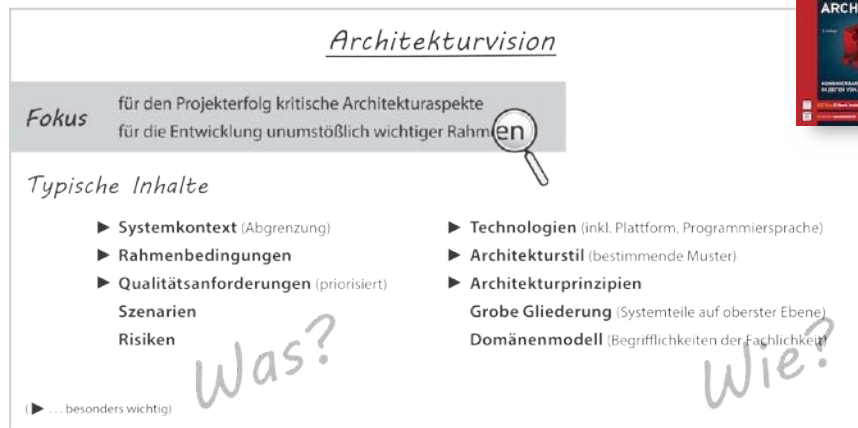 Architekturvision
ARCH
Fokus
für den Projekterfolg kritische Architekturaspekte
für die Entwicklung unumstößlich wichtiger Rahmen
Typische Inhalte
▶ Systemkontext (Abgrenzung)
▶ Rahmenbedingungen
▶ Qualitätsanforderungen (priorisiert)
Szenarien
Risiken
Was?
▶ Technologien (inkl. Plattform, Programmiersprache)
▶ Architekturstil (bestimmende Muster)
▶ Architekturprinzipien
Grobe Gliederung (Systemteile auf oberster Ebene)
Domänenmodell (Begrifflichkeiten der Fachlichkeit)
Wie?
(▶ ... besonders wichtig)